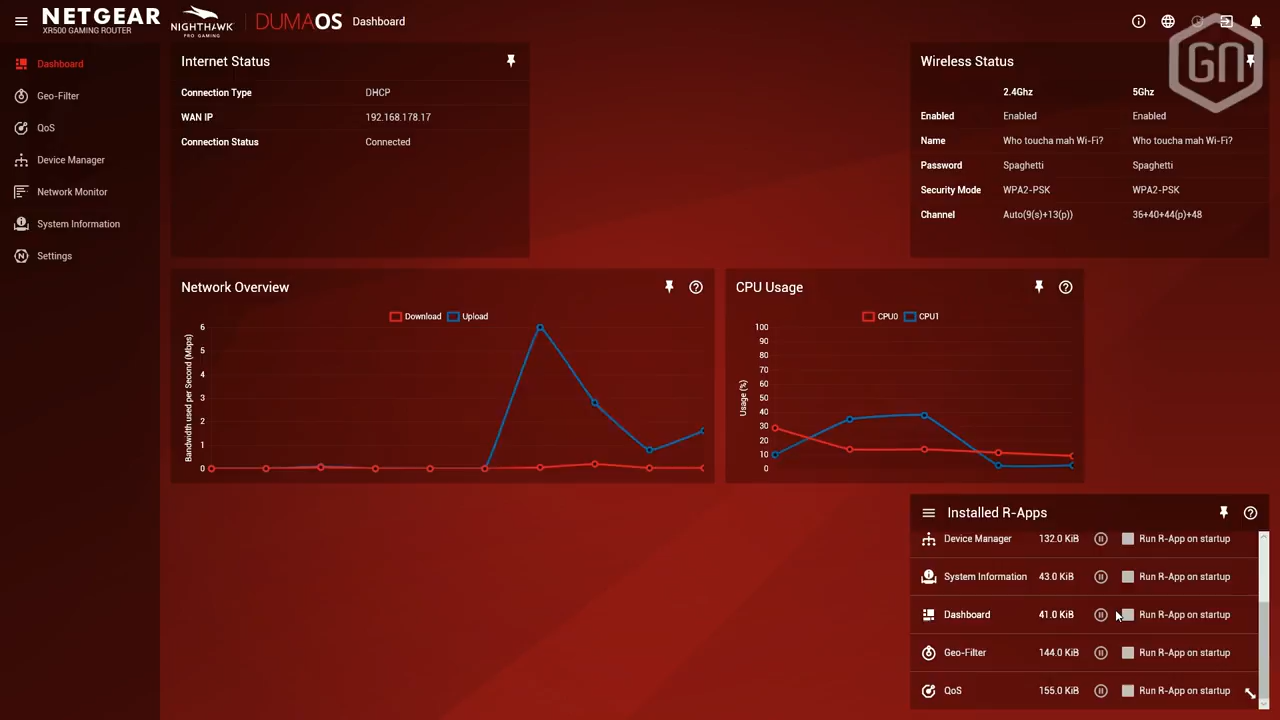 NETGEAR
XR500 GAMING ROUTER
NIGHTHAWK
PRO GAMING
DUMAOS
Dashboard
GN
Dashboard
Geo-Filter
QoS
Device Manager
Network Monitor
System Information
Settings
Internet Status
Connection Type DHCP
WAN IP 192.168.178.17
Connection Status Connected
Wireless Status
2.4Ghz 5Ghz
Enabled Enabled Enabled
Name Who toucha mah Wi-Fi? Who toucha mah Wi-Fi?
Password Spaghetti Spaghetti
Security Mode WPA2-PSK WPA2-PSK
Channel Auto(9(s)+13(p)) 36+40+44(p)+48
Network Overview
Download Upload
Bandwidth used per Second (Mbps)
6
5
4
3
2
1
0
CPU Usage
CPU0 CPU1
Usage (%)
100
90
80
70
60
50
40
30
20
10
0
Installed R-Apps
Device Manager 132.0 KiB Run R-App on startup
System Information 43.0 KiB Run R-App on startup
Dashboard 41.0 KiB Run R-App on startup
Geo-Filter 144.0 KiB Run R-App on startup
QoS 155.0 KiB Run R-App on startup